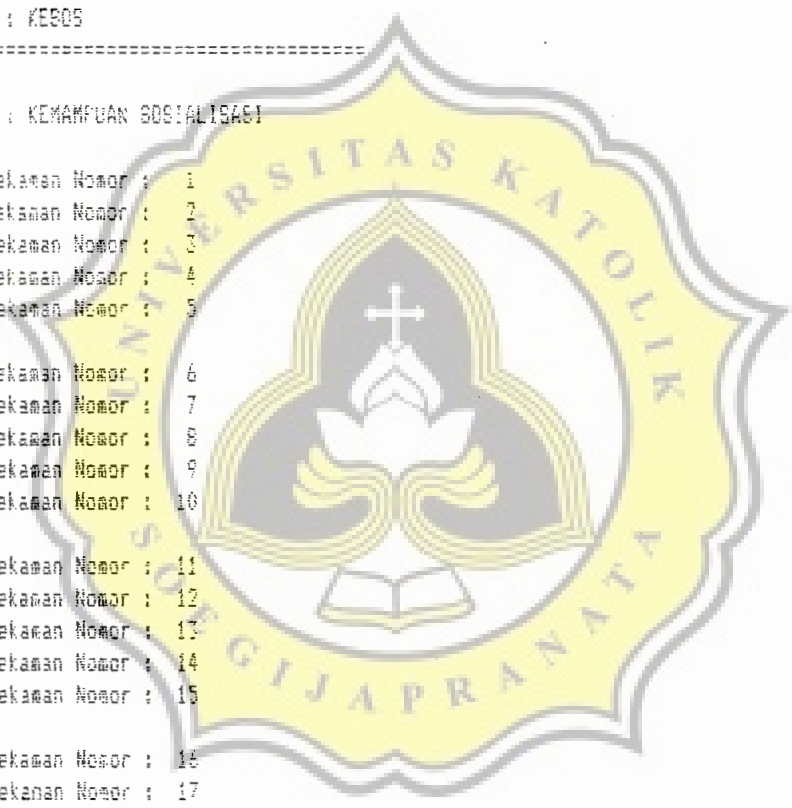 : KEBOS
================================
: KEMAMPUAN SOSIALISASI
ekaman Nomor : 1
ekaman Nomor : 2
ekaman Nomor : 3
ekaman Nomor : 4
ekaman Nomor : 5
ekaman Nomor : 6
ekaman Nomor : 7
ekaman Nomor : 8
ekaman Nomor : 9
ekaman Nomor : 10
ekaman Nomor : 11
ekaman Nomor : 12
ekaman Nomor : 13
ekaman Nomor : 14
ekaman Nomor : 15
ekaman Nomor : 16
ekaman Nomor : 17
UNIVERSITAS KATOLIK
SOEGIJAPRANATA